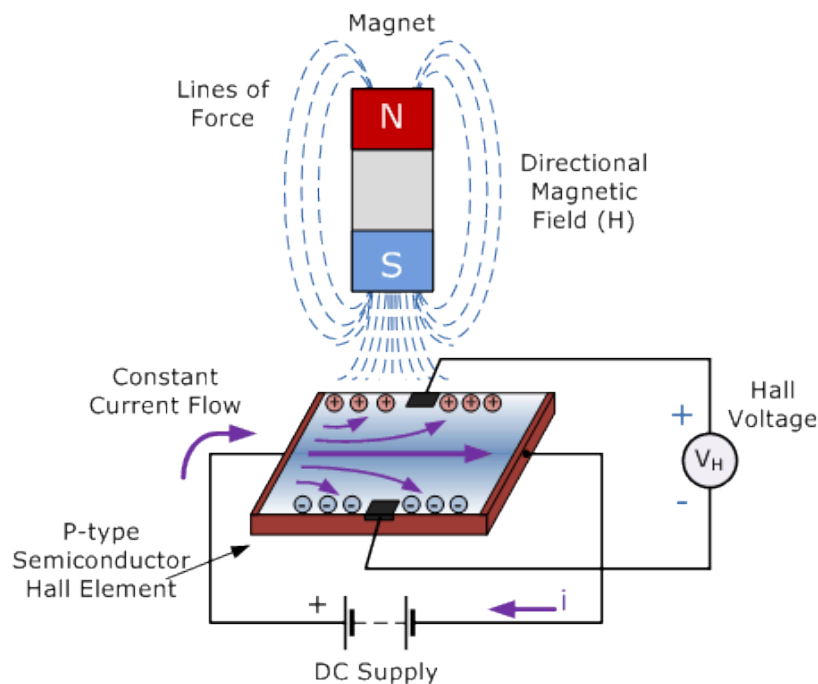 Magnet
Lines of
Force
N
Directional
Magnetic
Field (H)
S
Constant
Current Flow
+ + + + + +
+
Hall
Voltage
VH
- - - - - -
-
P-type
Semiconductor
Hall Element
+
i
DC Supply